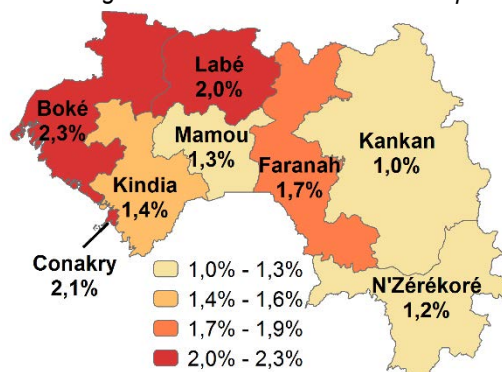 Labé
2,0%
Boké
2,3%
Mamou
1,3%
Kankan
1,0%
Faranah
1,7%
Kindia
1,4%
Conakry
2,1%
N'Zérékoré
1,2%
1,0% - 1,3%
1,4% - 1,6%
1,7% - 1,9%
2,0% - 2,3%